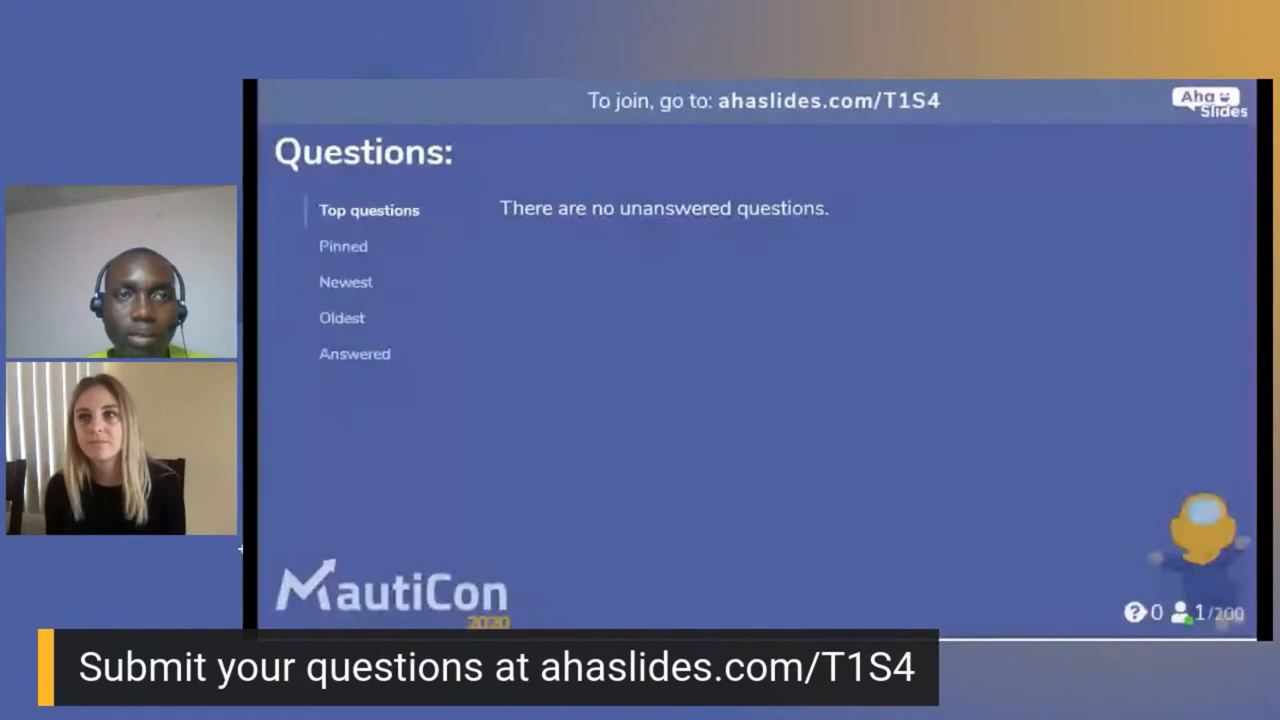 To join, go to: ahaslides.com/T1S4
Aha
Slides
Questions:
Top questions
There are no unanswered questions.
Pinned
Newest
Oldest
Answered
MautiCon
2020
0 1/200
Submit your questions at ahaslides.com/T1S4